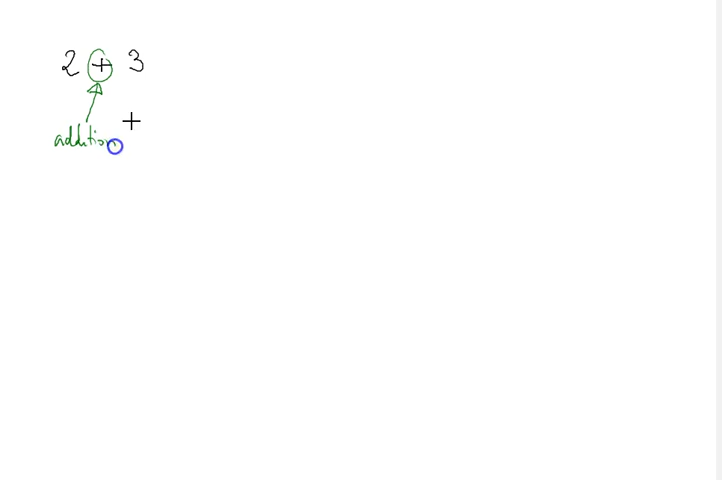 2 + 3
+
addition